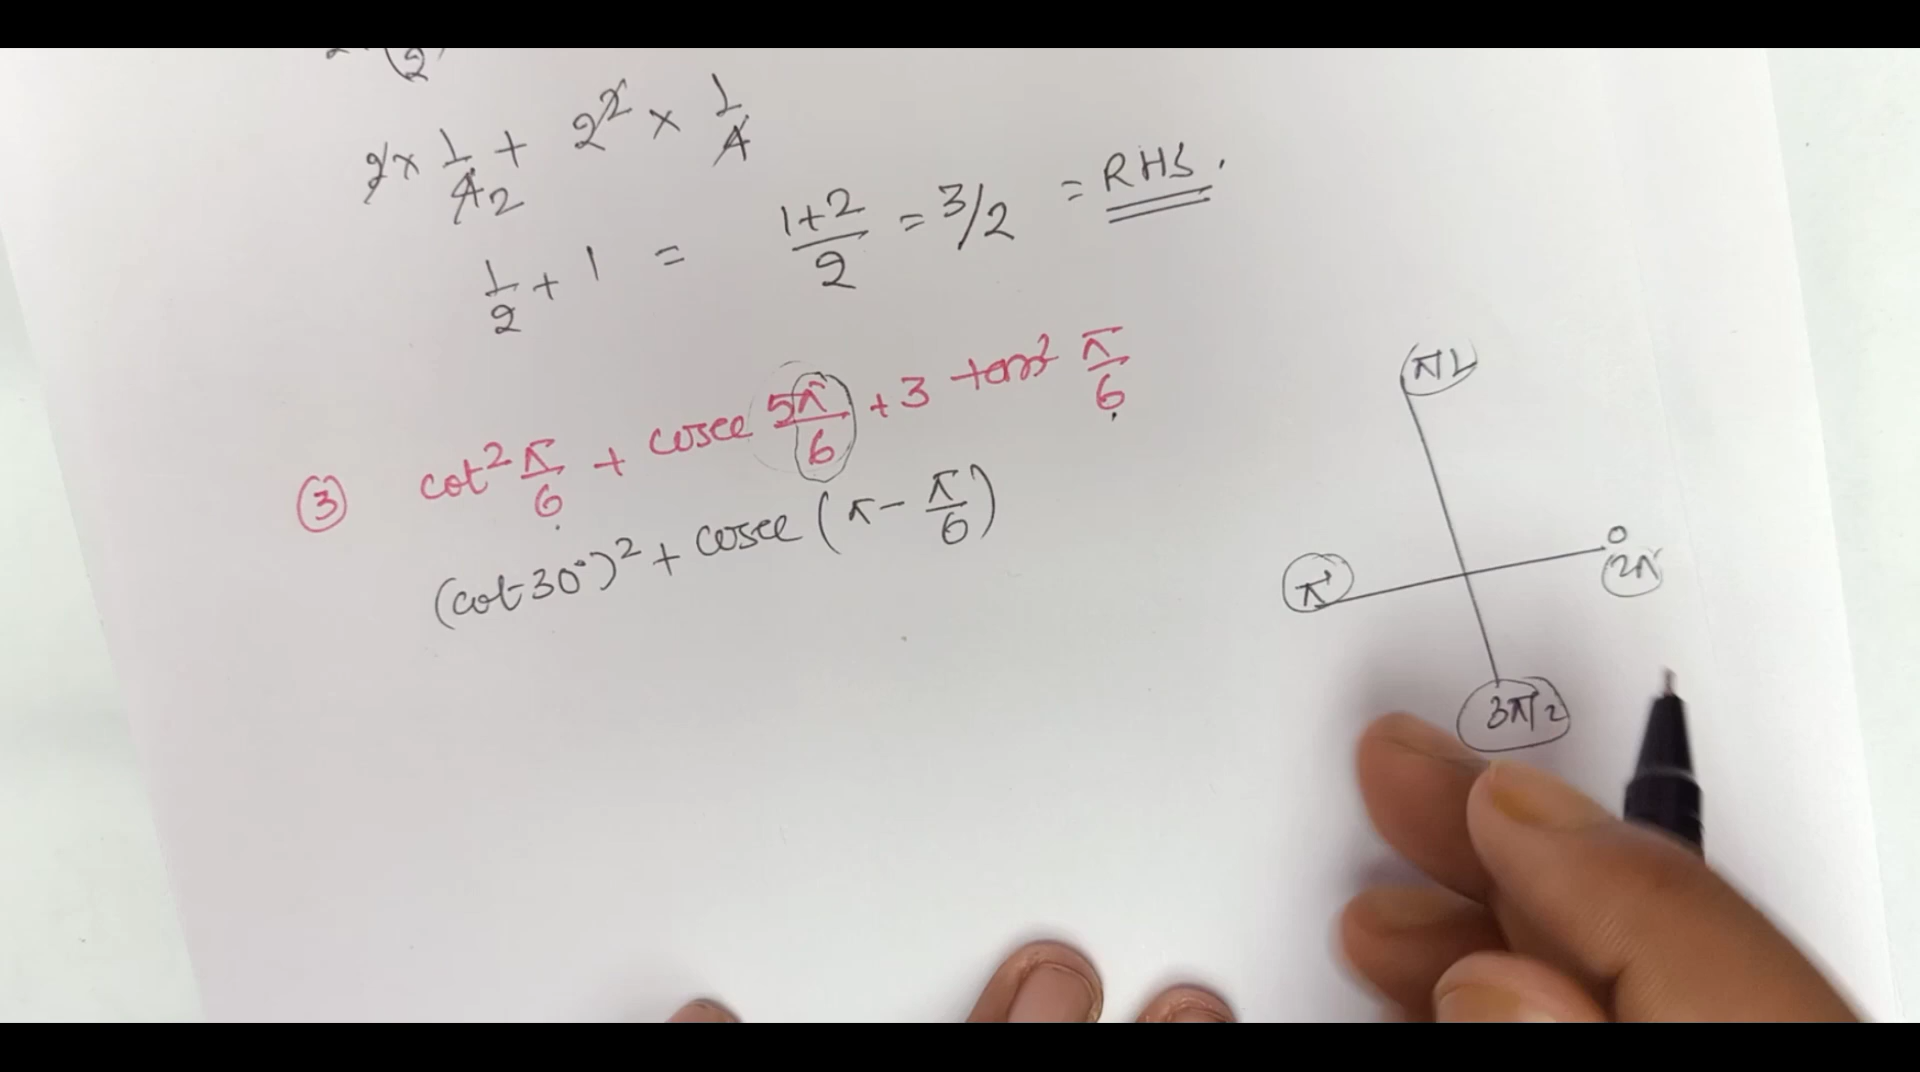 2 × 1/4 2 + 2² × 1/4
1/2 + 1 = (1+2)/2 = 3/2 = RHS.
③ cot² π/6 + cosec 5π/6 + 3 tan² π/6
(cot 30°)² + cosec (π - π/6)
π/2
0
2π
π
3π/2